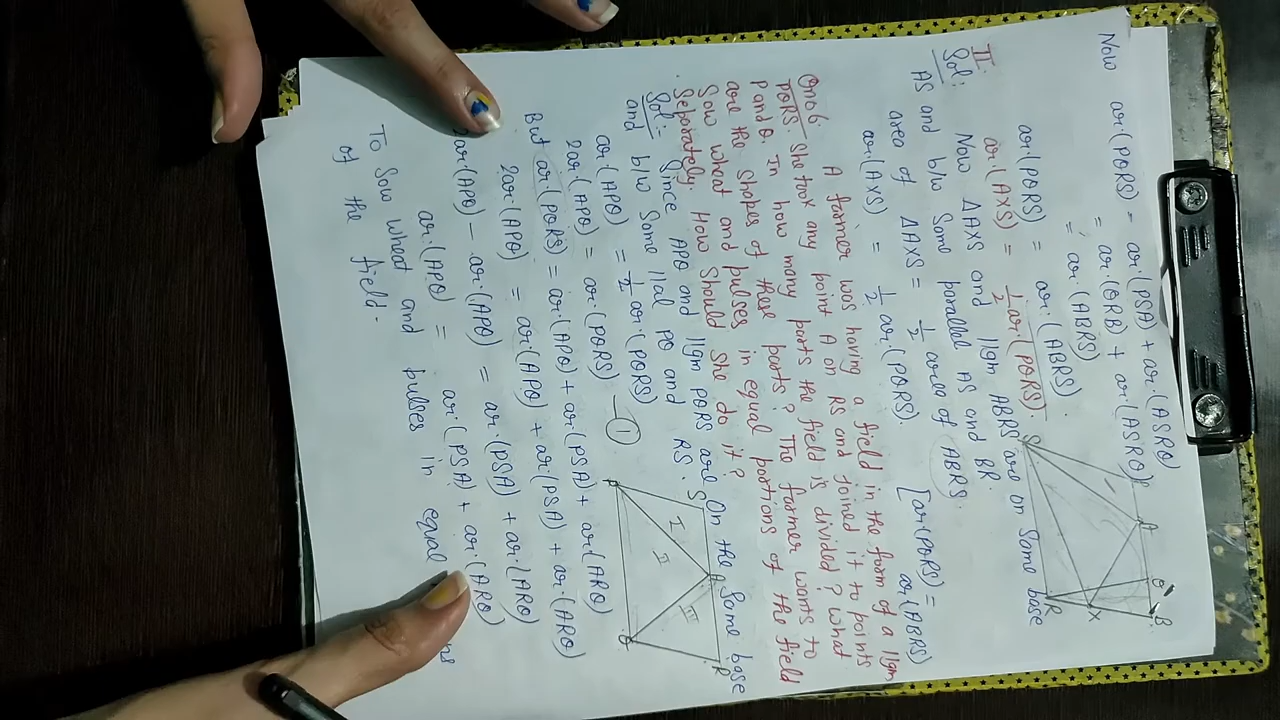 Now ar(PQRS) = ar.(PSA) + ar.(ASRQ)
= ar.(QRB) + ar.(ASRQ)
= ar(ABRS)
ar(PQRS) = ar.(ABRS).
II. ar.(AXS) = 1/2 ar(PQRS).
Sol: Now ΔAXS and ||gm ABRS are on Some base
AS and b/w Some parallel AS and BR
area of ΔAXS = 1/2 area of ABRS.
ar(AXS) = 1/2 ar(PQRS). [ar(PQRS) =
ar(ABRS)
S
A
Q
B
X
R
Qno6: A farmer was having a field in the form of a ||gm
PQRS. She took any point A on RS and joined it to points
P and Q. In how many parts the field is divided? what
are the shapes of these parts? The farmer wants to
Sow wheat and pulses in equal portions of the field
Seperately. How Should She do it?
Sol:- Since APQ and ||gm PQRS are On the Some base
and b/w Some ||al PQ and RS.
ar(APQ) = 1/2 ar(PQRS)
2ar(APQ) = ar(PQRS) —①
But ar(PQRS) = ar.(APQ) + ar(PSA) + ar(ARQ)
2ar(APQ) = ar(APQ) + ar(PSA) + ar.(ARQ)
2ar(APQ) - ar(APQ) = ar.(PSA) + ar.(ARQ)
ar.(APQ) = ar(PSA) + ar.(ARQ)
To Sow what and pulses in equal
of the field.
S
A
R
P
Q
I
II
III